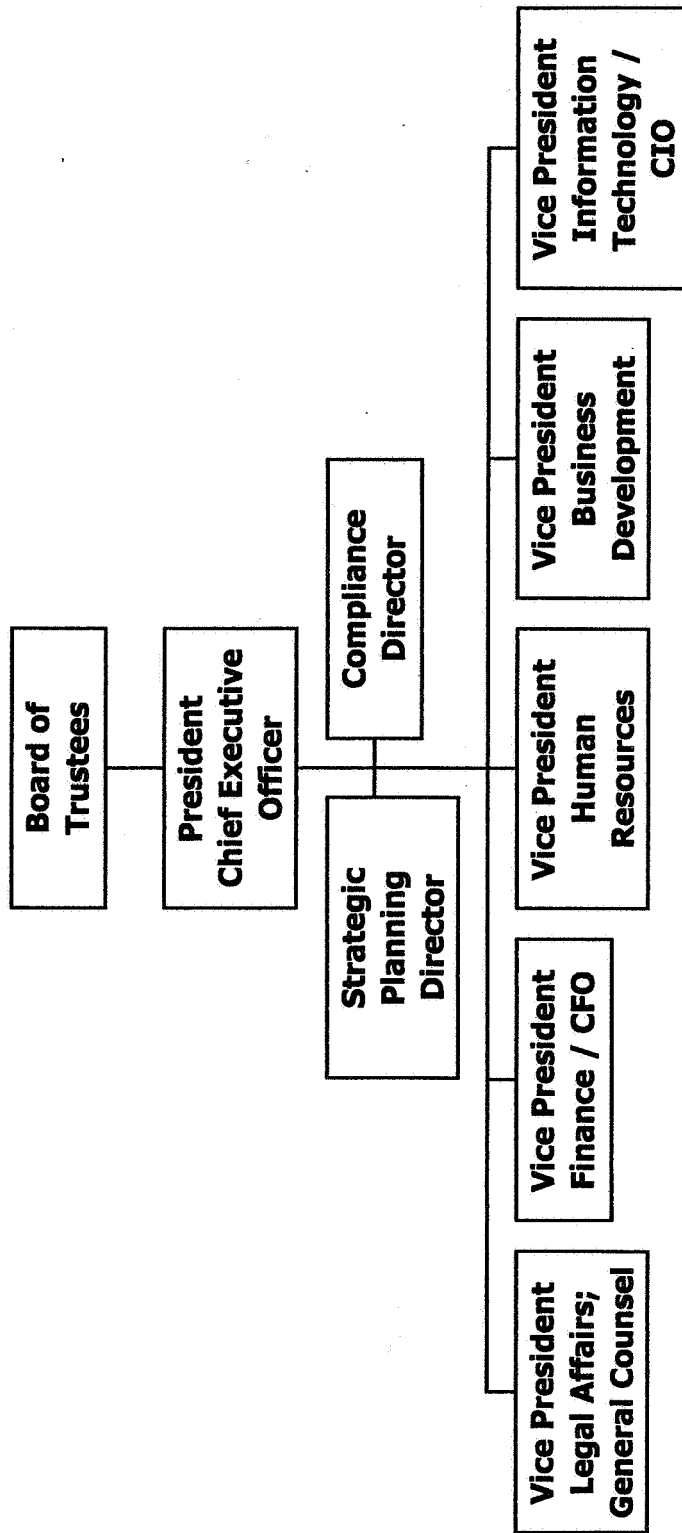 Board of
Trustees
President
Chief Executive
Officer
Strategic
Planning
Director
Compliance
Director
Vice President
Legal Affairs;
General Counsel
Vice President
Finance / CFO
Vice President
Human
Resources
Vice President
Business
Development
Vice President
Information
Technology /
CIO